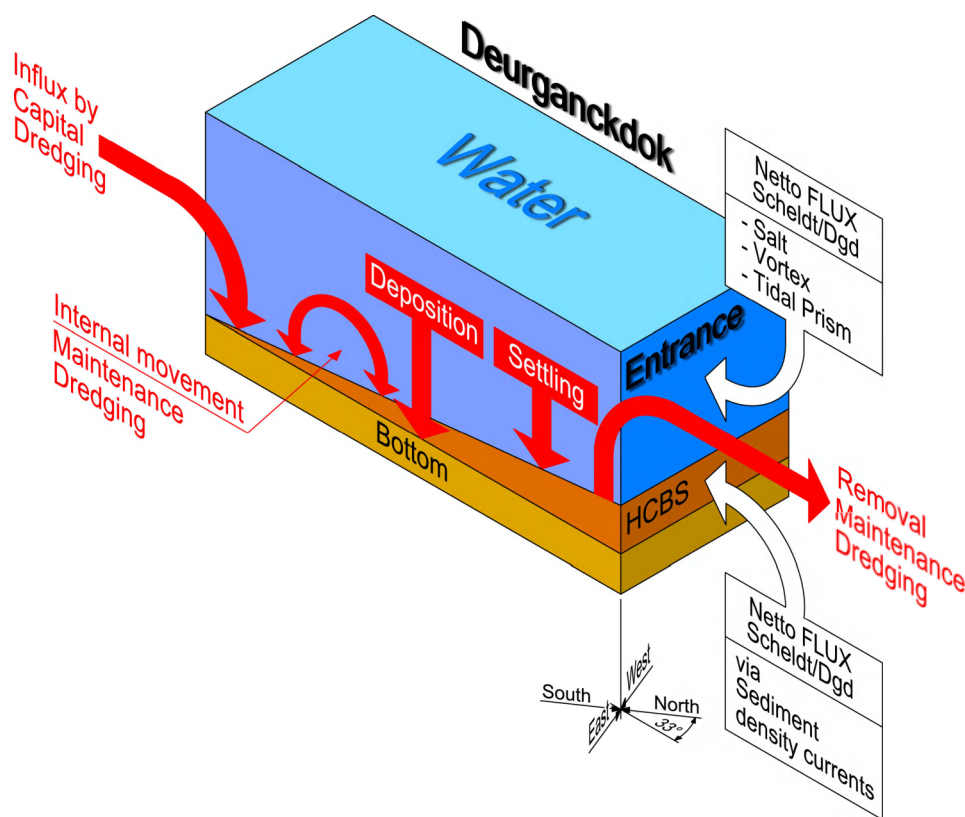 Deurganckdok
Water
Influx by
Capital
Dredging
Netto FLUX
Scheldt/Dgd
- Salt
- Vortex
- Tidal Prism
Deposition
Settling
Entrance
Internal movement
Maintenance
Dredging
Bottom
HCBS
Removal
Maintenance
Dredging
Netto FLUX
Scheldt/Dgd
via
Sediment
density currents
South
West
East
North
33°